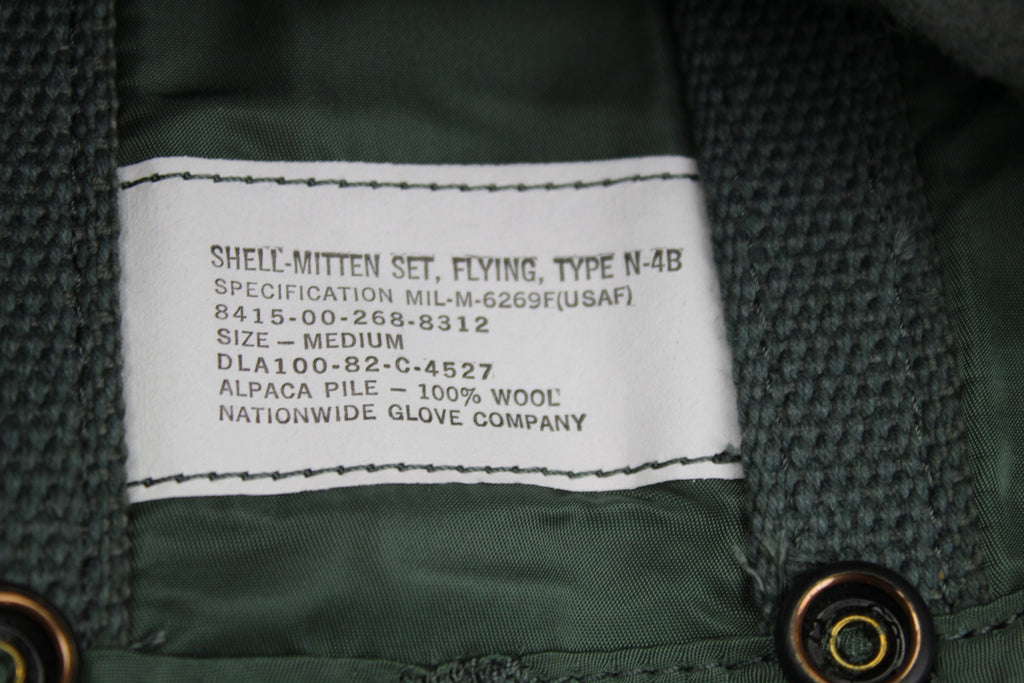 SHELL-MITTEN SET, FLYING, TYPE N-4B
SPECIFICATION MIL-M-6269F(USAF)
8415-00-268-8312
SIZE – MEDIUM
DLA100-82-C-4527
ALPACA PILE – 100% WOOL
NATIONWIDE GLOVE COMPANY